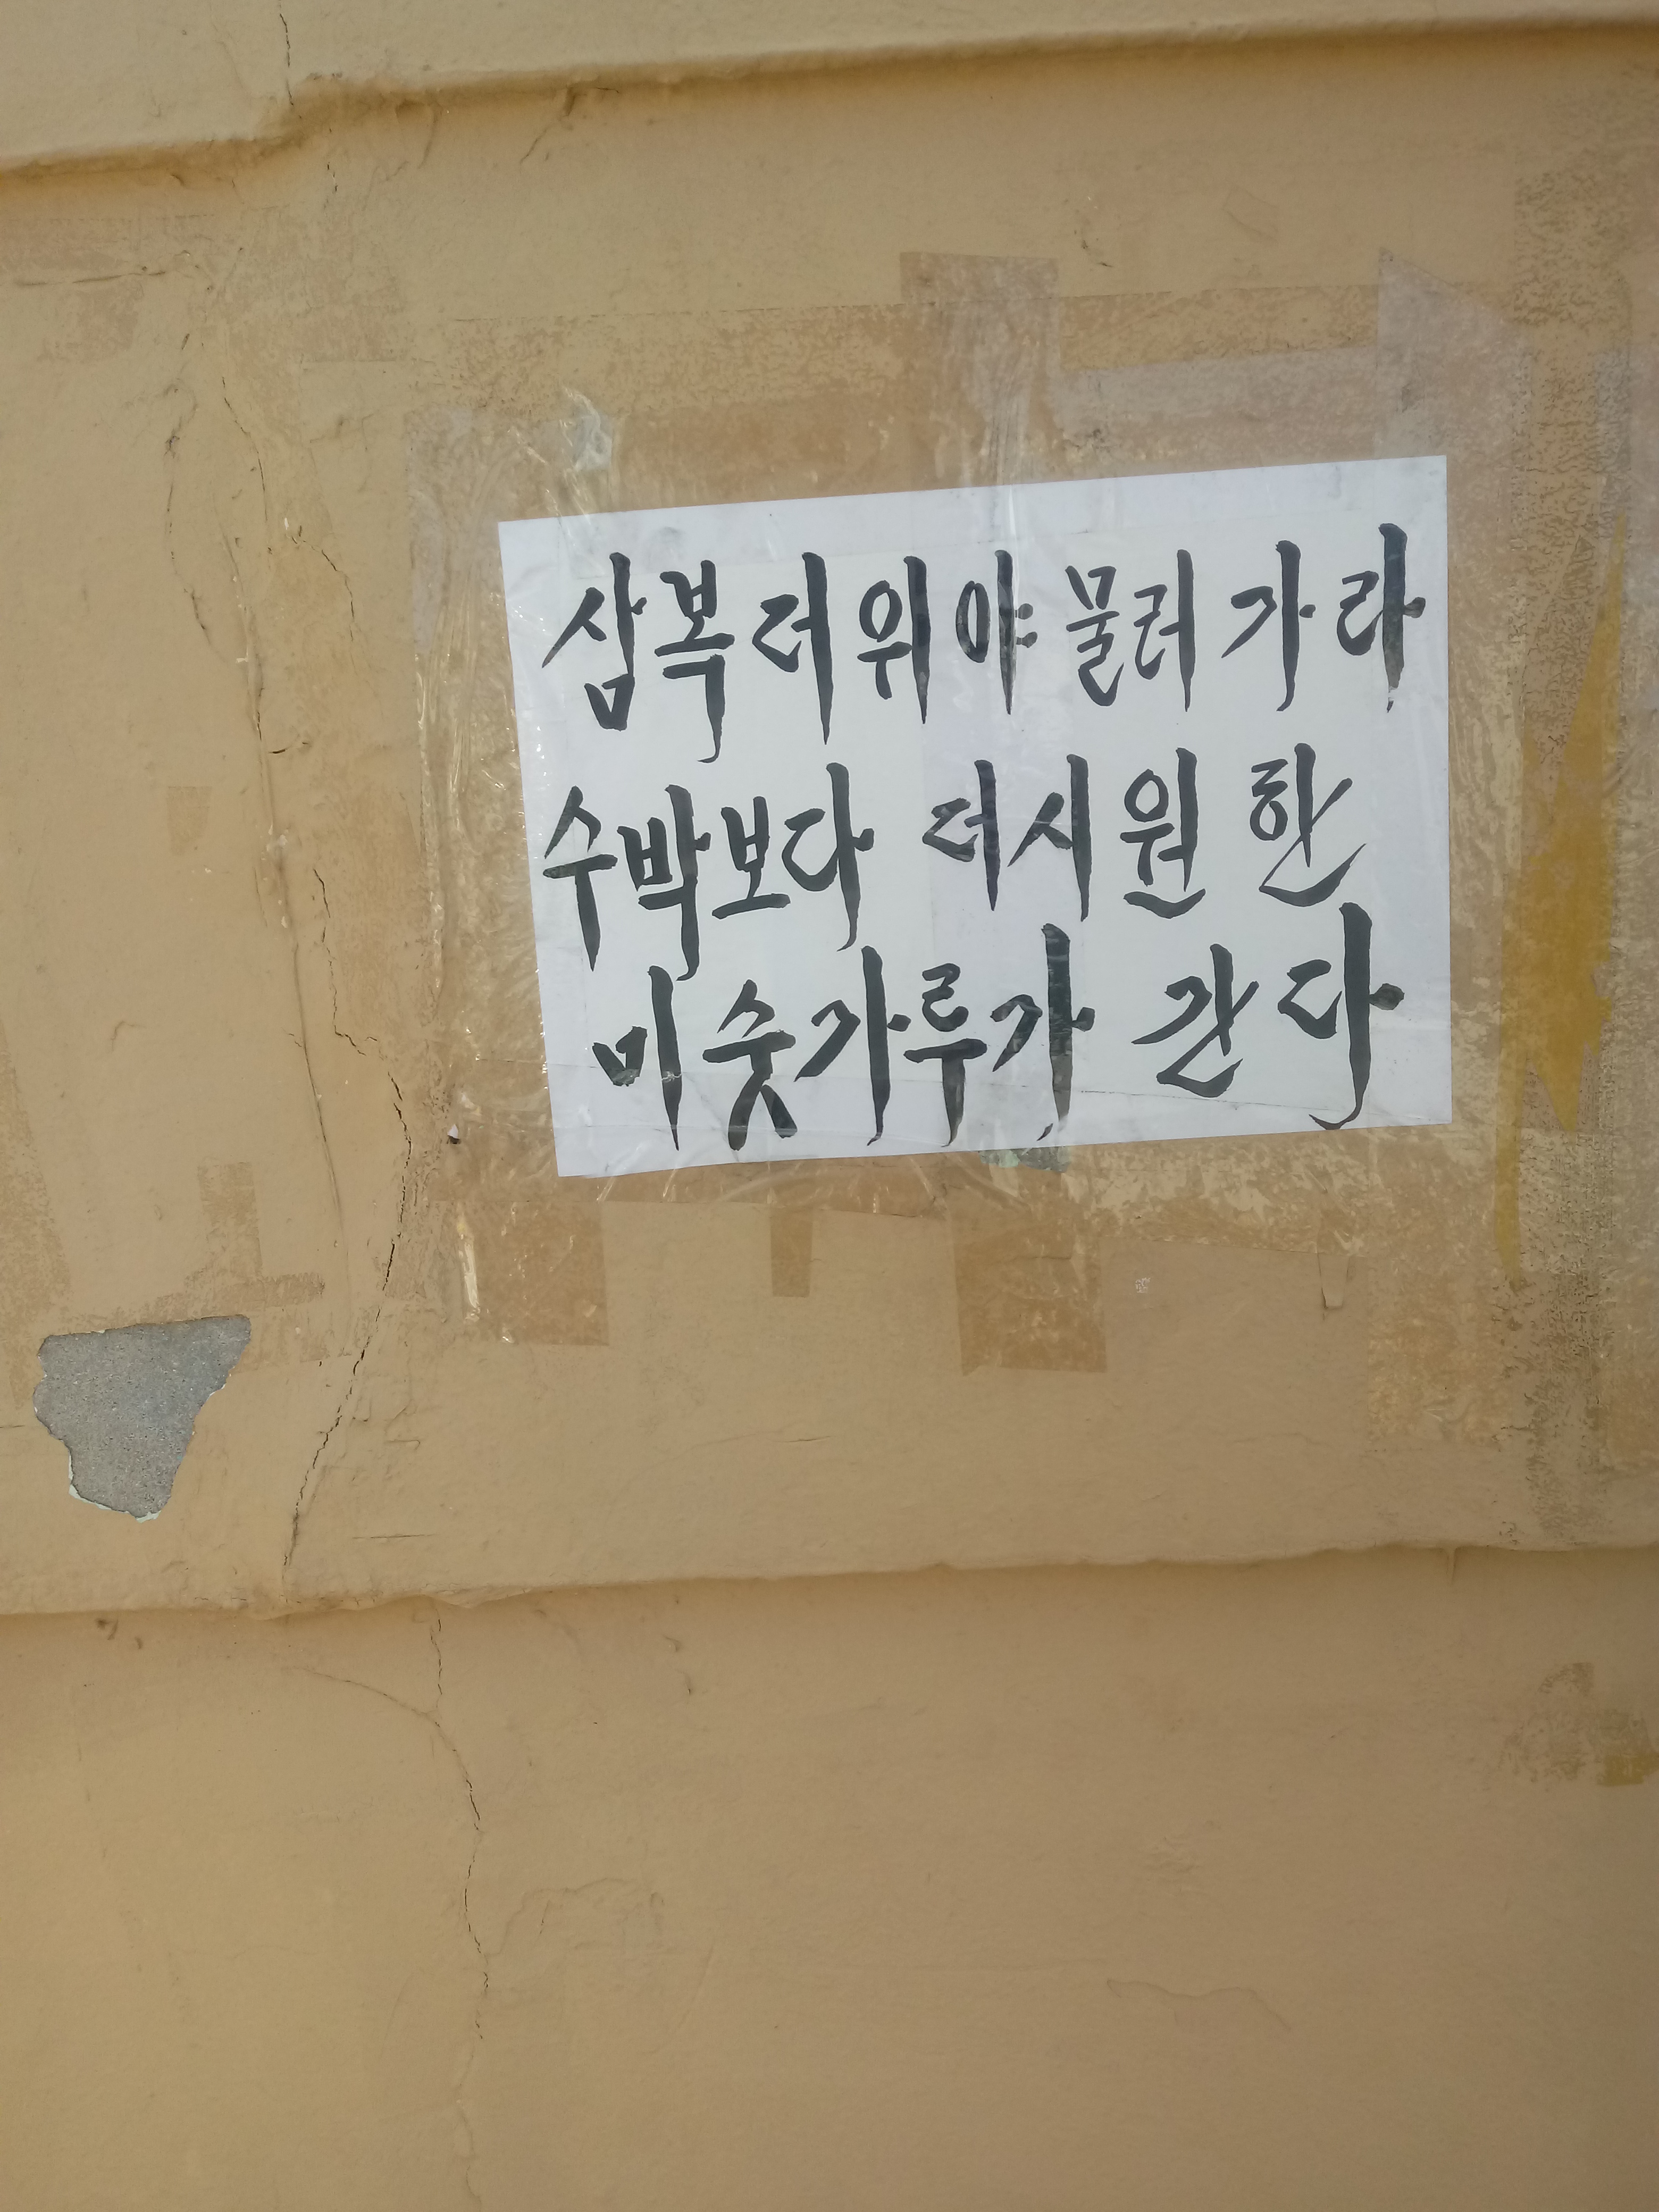 삼복더위야 물러가라
수박보다 더시원한
미숫가루가 간다